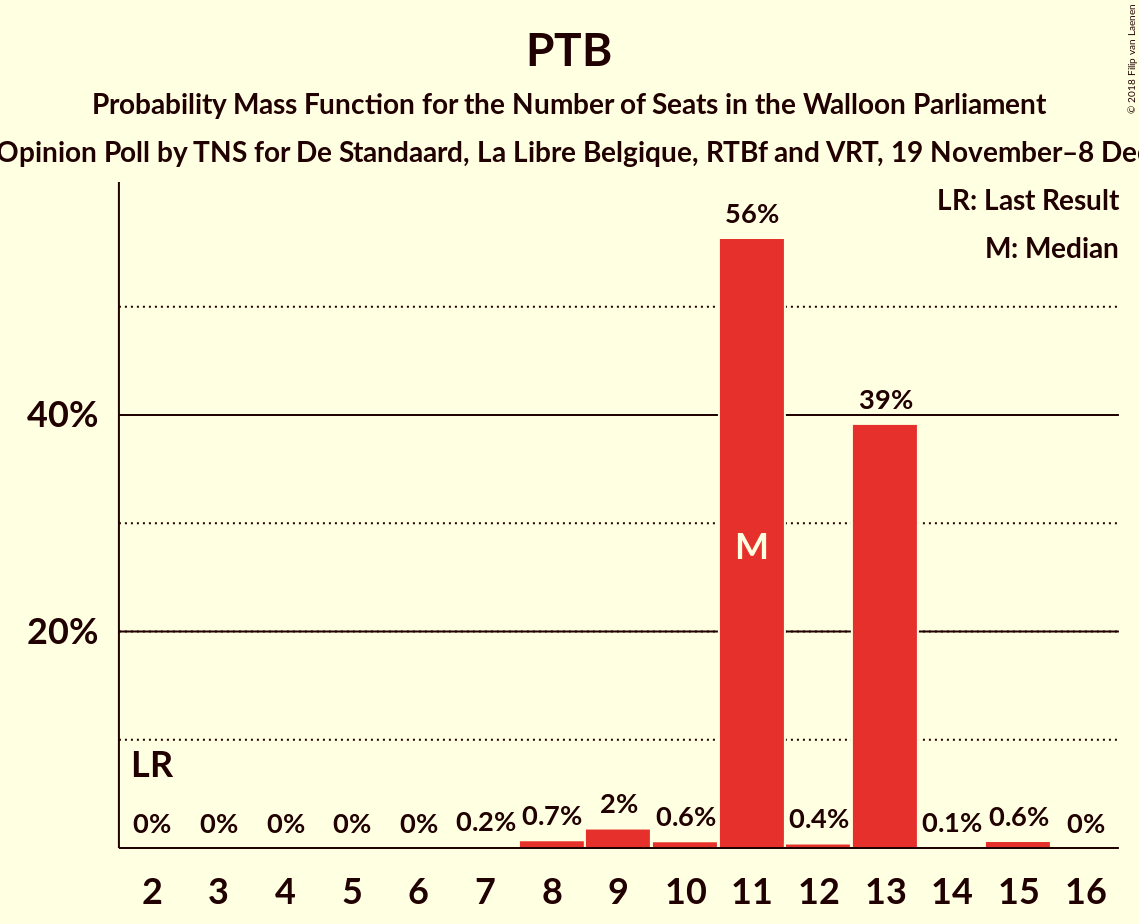 PTB
Probability Mass Function for the Number of Seats in the Walloon Parliament
Opinion Poll by TNS for De Standaard, La Libre Belgique, RTBf and VRT, 19 November–8
© 2018 Filip van Laenen
LR: Last Result
M: Median
56%
40%
39%
M
20%
LR
0% 0% 0% 0% 0% 0.2% 0.7% 2% 0.6% 0.4% 0.1% 0.6% 0%
2 3 4 5 6 7 8 9 10 11 12 13 14 15 16